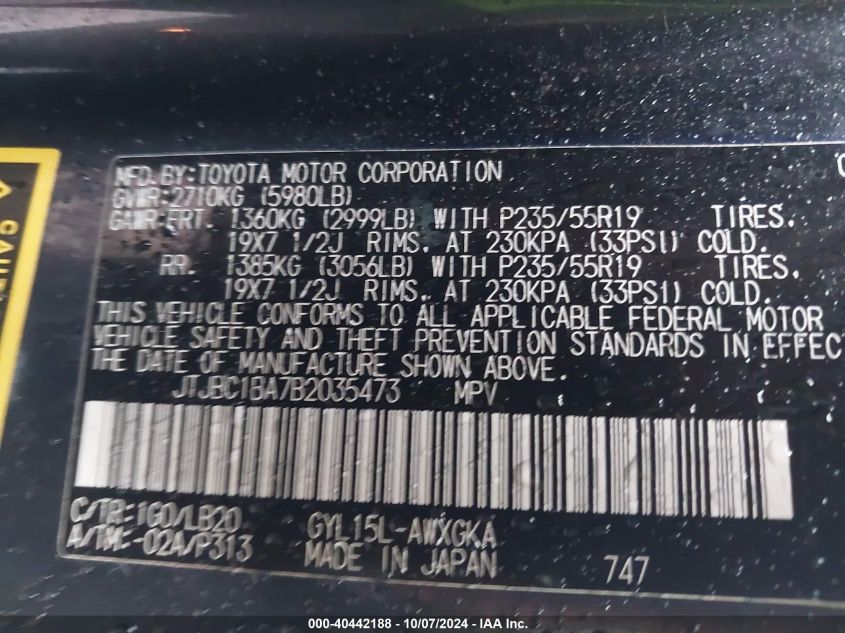 MFD.BY:TOYOTA MOTOR CORPORATION
GVWR:2710KG (5980LB)
GAWR:FRT. 1360KG (2999LB) WITH P235/55R19 TIRES.
19X7 1/2J RIMS. AT 230KPA (33PSI) COLD.
RR. 1385KG (3056LB) WITH P235/55R19 TIRES.
19X7 1/2J RIMS. AT 230KPA (33PSI) COLD.
THIS VEHICLE CONFORMS TO ALL APPLICABLE FEDERAL MOTOR
VEHICLE SAFETY AND THEFT PREVENTION STANDARDS IN EFFEC
THE DATE OF MANUFACTURE SHOWN ABOVE.
JTJBC1BA7B2035473 MPV
C/TR:1G0/LB20 GYL15L-AWXGKA
A/TM:-02A/P313 MADE IN JAPAN 747
000-40442188 - 10/07/2024 - IAA Inc.